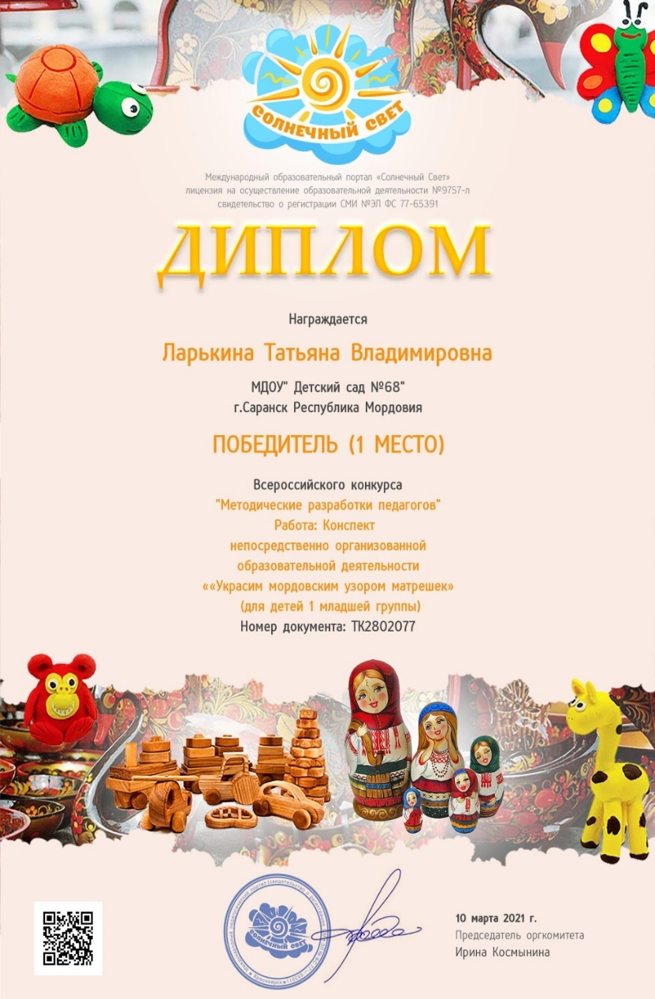 СОЛНЕЧНЫЙ СВЕТ
Международный образовательный портал «Солнечный Свет»
лицензия на осуществление образовательной деятельности №9757-л
свидетельство о регистрации СМИ №ЭЛ ФС 77-65391
ДИПЛОМ
Награждается
Ларькина Татьяна Владимировна
МДОУ" Детский сад №68"
г.Саранск Республика Мордовия
ПОБЕДИТЕЛЬ (1 МЕСТО)
Всероссийского конкурса
"Методические разработки педагогов"
Работа: Конспект
непосредственно организованной
образовательной деятельности
««Украсим мордовским узором матрешек»
(для детей 1 младшей группы)
Номер документа: ТК2802077
СОЛНЕЧНЫЙ СВЕТ
10 марта 2021 г.
Председатель оргкомитета
Ирина Космынина